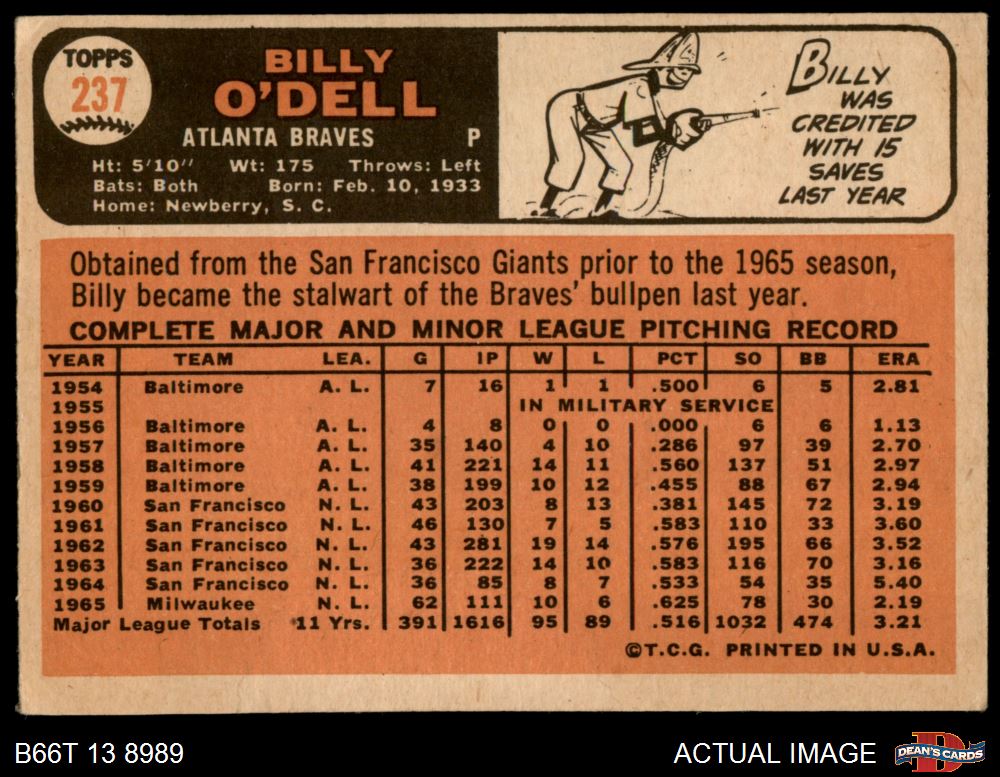 TOPPS
237
BILLY
O'DELL
ATLANTA BRAVES P
Ht: 5'10" Wt: 175 Throws: Left
Bats: Both Born: Feb. 10, 1933
Home: Newberry, S. C.
BILLY
WAS
CREDITED
WITH 15
SAVES
LAST YEAR
Obtained from the San Francisco Giants prior to the 1965 season,
Billy became the stalwart of the Braves' bullpen last year.
COMPLETE MAJOR AND MINOR LEAGUE PITCHING RECORD
YEAR TEAM LEA. G IP W L PCT SO BB ERA
1954 Baltimore A. L. 7 16 1 1 .500 6 5 2.81
1955 IN MILITARY SERVICE
1956 Baltimore A. L. 4 8 0 0 .000 6 6 1.13
1957 Baltimore A. L. 35 140 4 10 .286 97 39 2.70
1958 Baltimore A. L. 41 221 14 11 .560 137 51 2.97
1959 Baltimore A. L. 38 199 10 12 .455 88 67 2.94
1960 San Francisco N. L. 43 203 8 13 .381 145 72 3.19
1961 San Francisco N. L. 46 130 7 5 .583 110 33 3.60
1962 San Francisco N. L. 43 281 19 14 .576 195 66 3.52
1963 San Francisco N. L. 36 222 14 10 .583 116 70 3.16
1964 San Francisco N. L. 36 85 8 7 .533 54 35 5.40
1965 Milwaukee N. L. 62 111 10 6 .625 78 30 2.19
Major League Totals 11 Yrs. 391 1616 95 89 .516 1032 474 3.21
©T.C.G. PRINTED IN U.S.A.
B66T 13 8989 ACTUAL IMAGE DEAN'S CARDS